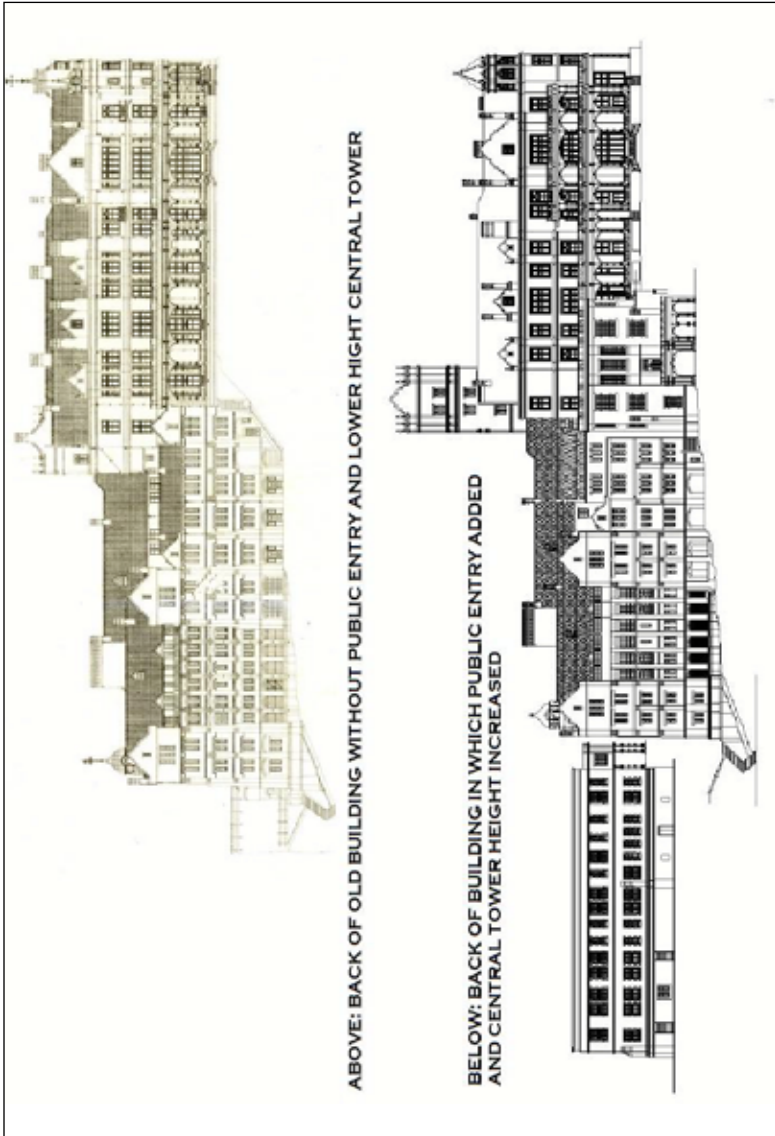 ABOVE: BACK OF OLD BUILDING WITHOUT PUBLIC ENTRY AND LOWER HIGHT CENTRAL TOWER
BELOW: BACK OF BUILDING IN WHICH PUBLIC ENTRY ADDED
AND CENTRAL TOWER HEIGHT INCREASED